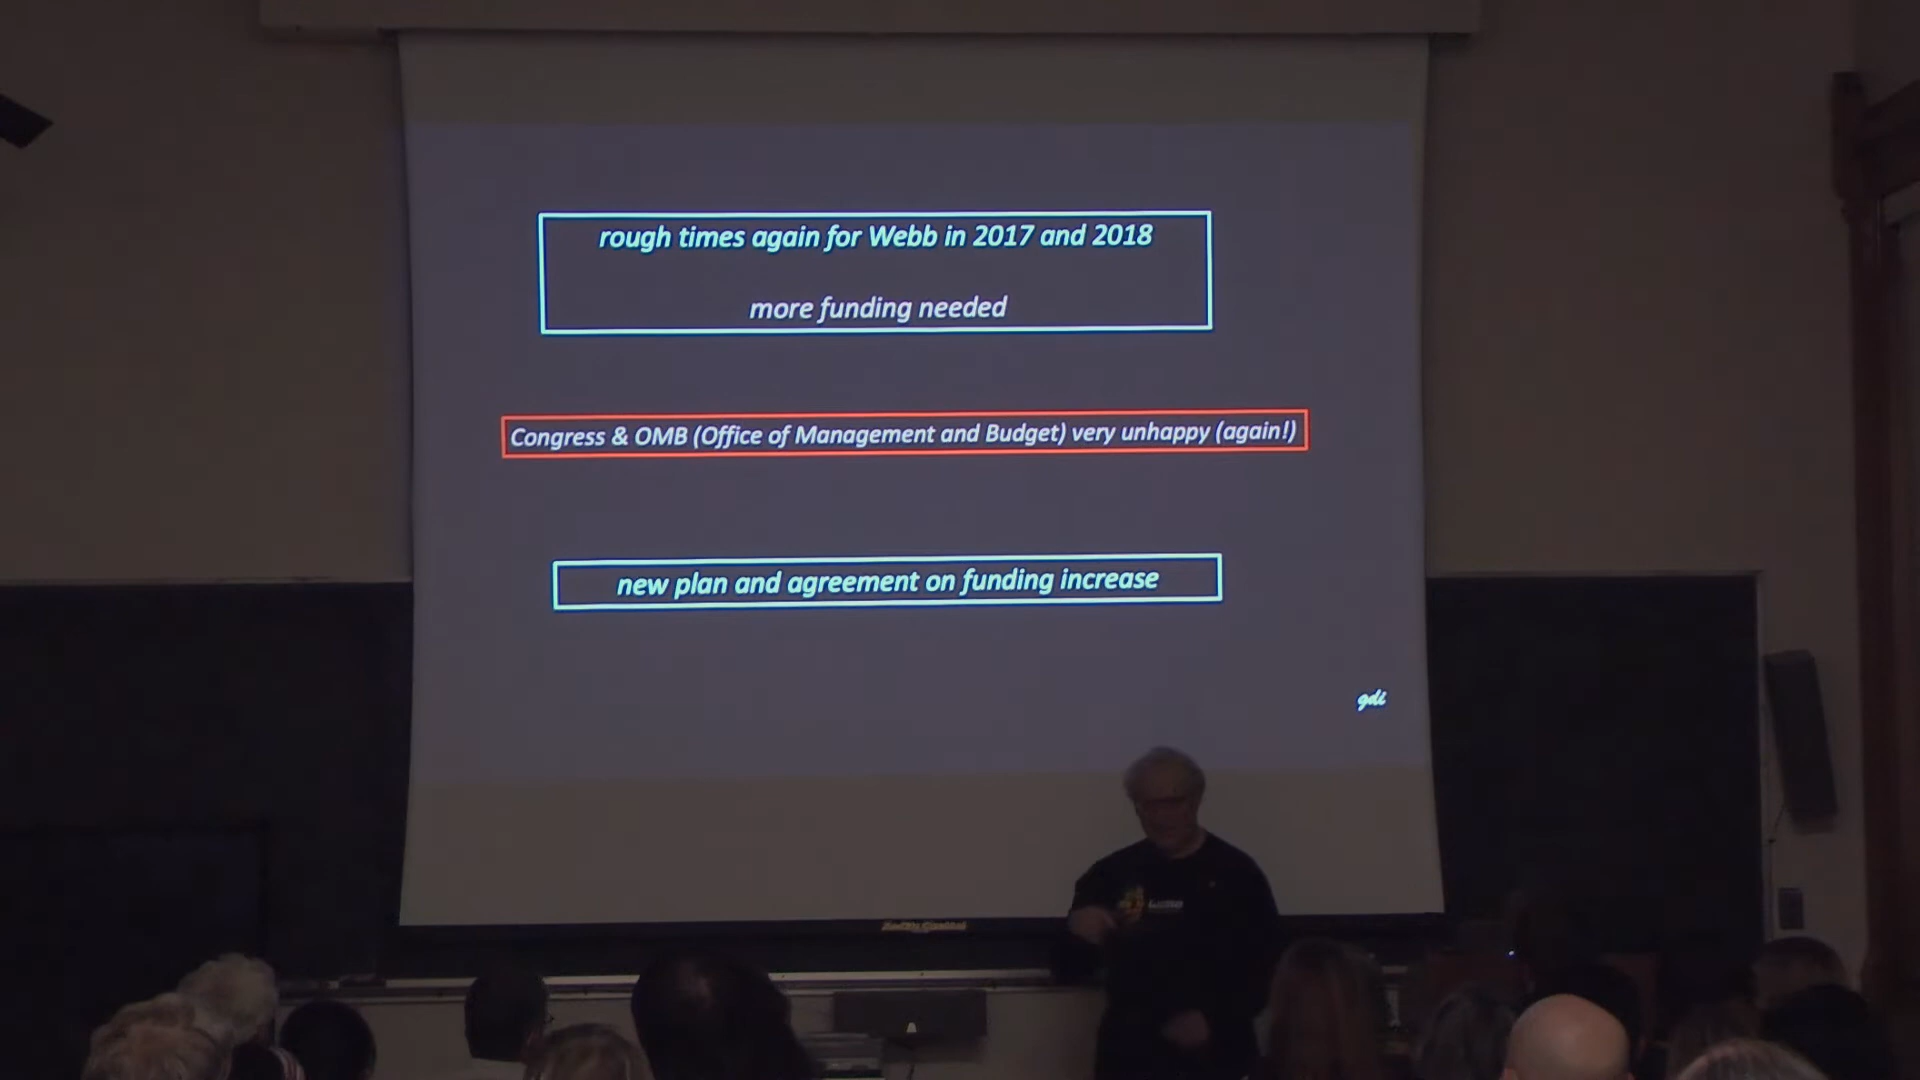 rough times again for Webb in 2017 and 2018
more funding needed
Congress & OMB (Office of Management and Budget) very unhappy (again!)
new plan and agreement on funding increase
gdi